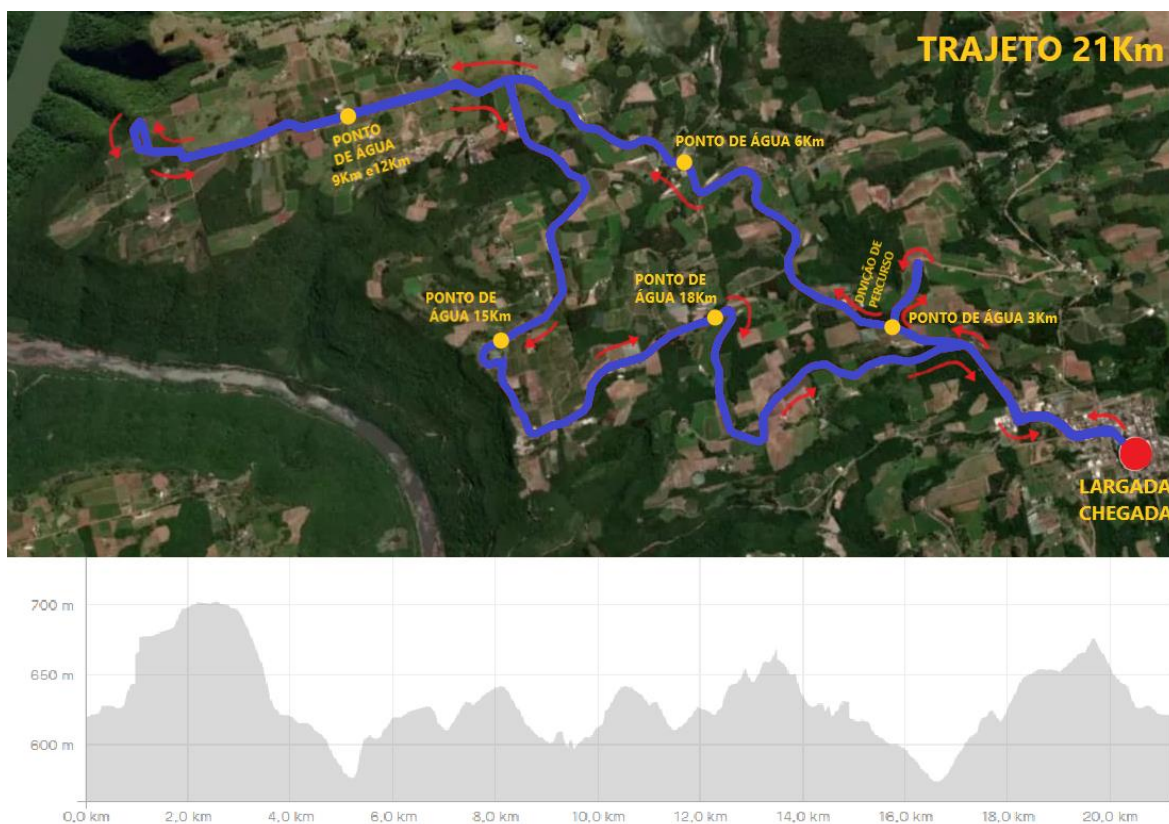 TRAJETO 21Km
PONTO
DE ÁGUA
9Km e12Km
PONTO DE ÁGUA 6Km
DIVIÇÃO DE
PERCURSO
PONTO DE
ÁGUA 15Km
PONTO DE
ÁGUA 18Km
PONTO DE ÁGUA 3Km
LARGADA
CHEGADA
700 m
650 m
600 m
0,0 km 2,0 km 4,0 km 6,0 km 8,0 km 10,0 km 12,0 km 14,0 km 16,0 km 18,0 km 20,0 km